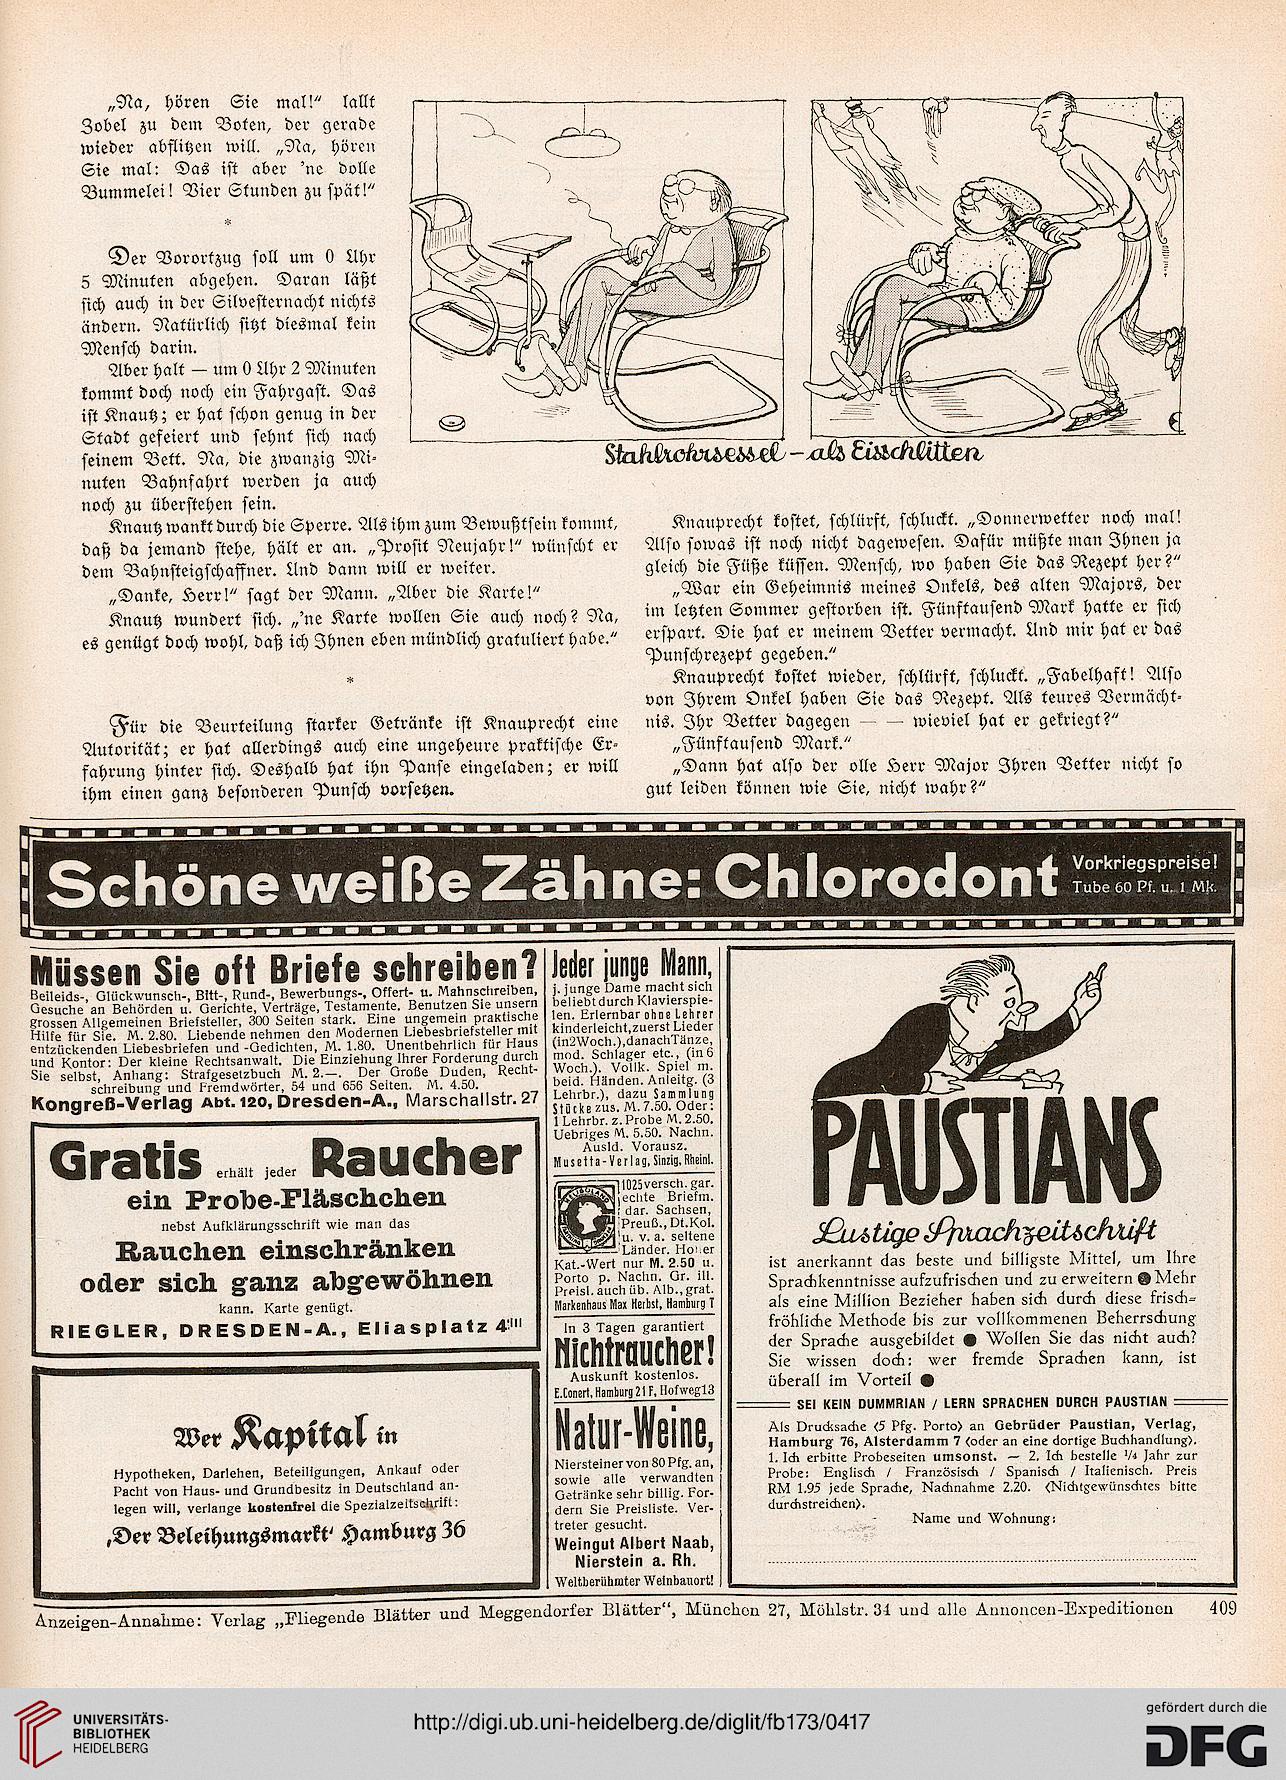 „Na, hören Sie mal!“ lallt
Zobel zu dem Boten, der gerade
wieder abflitzen will. „Na, hören
Sie mal: Das ist aber ’ne dolle
Bummelei! Vier Stunden zu spät!“
*
Der Vorortzug soll um 0 Uhr
5 Minuten abgehen. Daran läßt
sich auch in der Silvesternacht nichts
ändern. Natürlich sitzt diesmal kein
Mensch darin.
Aber halt — um 0 Uhr 2 Minuten
kommt doch noch ein Fahrgast. Das
ist Knautz; er hat schon genug in der
Stadt gefeiert und sehnt sich nach
seinem Bett. Na, die zwanzig Mi-
nuten Bahnfahrt werden ja auch
noch zu überstehen sein.
Knautz wankt durch die Sperre. Als ihm zum Bewußtsein kommt,
daß da jemand stehe, hält er an. „Prosit Neujahr!“ wünscht er
dem Bahnsteigschaffner. Und dann will er weiter.
„Danke, Herr!“ sagt der Mann. „Aber die Karte!“
Knautz wundert sich. „’ne Karte wollen Sie auch noch? Na,
es genügt doch wohl, daß ich Ihnen eben mündlich gratuliert habe.“
*
Für die Beurteilung starker Getränke ist Knauprecht eine
Autorität; er hat allerdings auch eine ungeheure praktische Er-
fahrung hinter sich. Deshalb hat ihn Panse eingeladen; er will
ihm einen ganz besonderen Punsch vorsetzen.
Stahlrohrsessel – als Eisschlitten
Knauprecht kostet, schlürft, schluckt. „Donnerwetter noch mal!
Also sowas ist noch nicht dagewesen. Dafür müßte man Ihnen ja
gleich die Füße küssen. Mensch, wo haben Sie das Rezept her?“
„War ein Geheimnis meines Onkels, des alten Majors, der
im letzten Sommer gestorben ist. Fünftausend Mark hatte er sich
erspart. Die hat er meinem Vetter vermacht. Und mir hat er das
Punschrezept gegeben.“
Knauprecht kostet wieder, schlürft, schluckt. „Fabelhaft! Also
von Ihrem Onkel haben Sie das Rezept. Als teures Vermächt-
nis. Ihr Vetter dagegen — — wieviel hat er gekriegt?“
„Fünftausend Mark.“
„Dann hat also der olle Herr Major Ihren Vetter nicht so
gut leiden können wie Sie, nicht wahr?“
Schöne weiße Zähne: Chlorodont
Vorkriegspreise!
Tube 60 Pf. u. 1 Mk.
Müssen Sie oft Briefe schreiben?
Beileids-, Glückwunsch-, Bitt-, Rund-, Bewerbungs-, Offert- u. Mahnschreiben,
Gesuche an Behörden u. Gerichte, Verträge, Testamente. Benutzen Sie unsern
grossen Allgemeinen Briefsteller, 300 Seiten stark. Eine ungemein praktische
Hilfe für Sie. M. 2.80. Liebende nehmen den Modernen Liebesbriefsteller mit
entzückenden Liebesbriefen und -Gedichten, M. 1.80. Unentbehrlich für Haus
und Kontor: Der kleine Rechtsanwalt. Die Einziehung Ihrer Forderung durch
Sie selbst, Anhang: Strafgesetzbuch M. 2.—. Der Große Duden, Recht-
schreibung und Fremdwörter, 54 und 656 Seiten. M. 4.50.
Kongreß-Verlag Abt. 120, Dresden-A., Marschallstr. 27
Gratis erhält jeder Raucher
ein Probe-Fläschchen
nebst Aufklärungsschrift wie man das
Rauchen einschränken
oder sich ganz abgewöhnen
kann. Karte genügt.
RIEGLER, DRESDEN-A., Eliasplatz 4/III
Wer Kapital in
Hypotheken, Darlehen, Beteiligungen, Ankauf oder
Pacht von Haus- und Grundbesitz in Deutschland an-
legen will, verlange kostenfrei die Spezialzeitschrift:
‚Der Beleihungsmarkt‘ Hamburg 36
Jeder junge Mann,
j. junge Dame macht sich
beliebt durch Klavierspie-
len. Erlernbar ohne Lehrer
kinderleicht, zuerst Lieder
(in 2 Woch.), danach Tänze,
mod. Schlager etc., (in 6
Woch.). Vollk. Spiel m.
beid. Händen. Anleitg. (3
Lehrbr.), dazu Sammlung
Stücke zus. M. 7.50. Oder:
1 Lehrbr. z. Probe M. 2.50.
Uebriges M. 5.50. Nachn.
Ausld. Vorausz.
Musetta-Verlag, Sinzig, Rheinl.
HELIGOLAND
1025 versch. gar.
echte Briefm.
dar. Sachsen,
Preuß., Dt. Kol.
u. v. a. seltene
Länder. Hoher
Kat.-Wert nur M. 2.50 u.
Porto p. Nachn. Gr. ill.
Preisl. auch üb. Alb., grat.
Markenhaus Max Herbst, Hamburg T
In 3 Tagen garantiert
Nichtraucher!
Auskunft kostenlos.
E. Conert, Hamburg 21 F, Hofweg 13
Natur-Weine,
Niersteiner von 80 Pfg. an,
sowie alle verwandten
Getränke sehr billig. For-
dern Sie Preisliste. Ver-
treter gesucht.
Weingut Albert Naab,
Nierstein a. Rh.
Weltberühmter Weinbauort!
PAUSTIANS
Lustige Sprachzeitschrift
ist anerkannt das beste und billigste Mittel, um Ihre
Sprachkenntnisse aufzufrischen und zu erweitern ● Mehr
als eine Million Bezieher haben sich durch diese frisch-
fröhliche Methode bis zur vollkommenen Beherrschung
der Sprache ausgebildet ● Wollen Sie das nicht auch?
Sie wissen doch: wer fremde Sprachen kann, ist
überall im Vorteil ●
SEI KEIN DUMMRIAN / LERN SPRACHEN DURCH PAUSTIAN
Als Drucksache (5 Pfg. Porto) an Gebrüder Paustian, Verlag,
Hamburg 76, Alsterdamm 7 (oder an eine dortige Buchhandlung).
1. Ich erbitte Probeseiten umsonst. — 2. Ich bestelle ¼ Jahr zur
Probe: Englisch / Französisch / Spanisch / Italienisch. Preis
RM 1.95 jede Sprache, Nachnahme 2.20. (Nichtgewünschtes bitte
durchstreichen).
Name und Wohnung:
Anzeigen-Annahme: Verlag „Fliegende Blätter und Meggendorfer Blätter“, München 27, Möhlstr. 34 und alle Annoncen-Expeditionen
409
UNIVERSITÄTS-
BIBLIOTHEK
HEIDELBERG
http://digi.ub.uni-heidelberg.de/diglit/fb173/0417
gefördert durch die
DFG